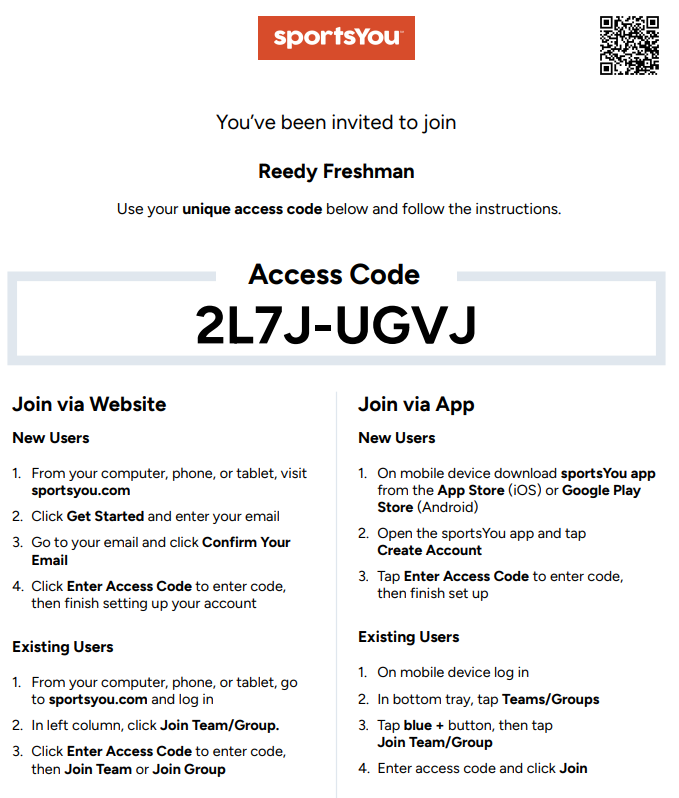 sportsYou
You've been invited to join
Reedy Freshman
Use your unique access code below and follow the instructions.
Access Code
2L7J-UGVJ
Join via Website
New Users
1. From your computer, phone, or tablet, visit
sportsyou.com
2. Click Get Started and enter your email
3. Go to your email and click Confirm Your
Email
4. Click Enter Access Code to enter code,
then finish setting up your account
Existing Users
1. From your computer, phone, or tablet, go
to sportsyou.com and log in
2. In left column, click Join Team/Group.
3. Click Enter Access Code to enter code,
then Join Team or Join Group
Join via App
New Users
1. On mobile device download sportsYou app
from the App Store (iOS) or Google Play
Store (Android)
2. Open the sportsYou app and tap
Create Account
3. Tap Enter Access Code to enter code,
then finish set up
Existing Users
1. On mobile device log in
2. In bottom tray, tap Teams/Groups
3. Tap blue + button, then tap
Join Team/Group
4. Enter access code and click Join